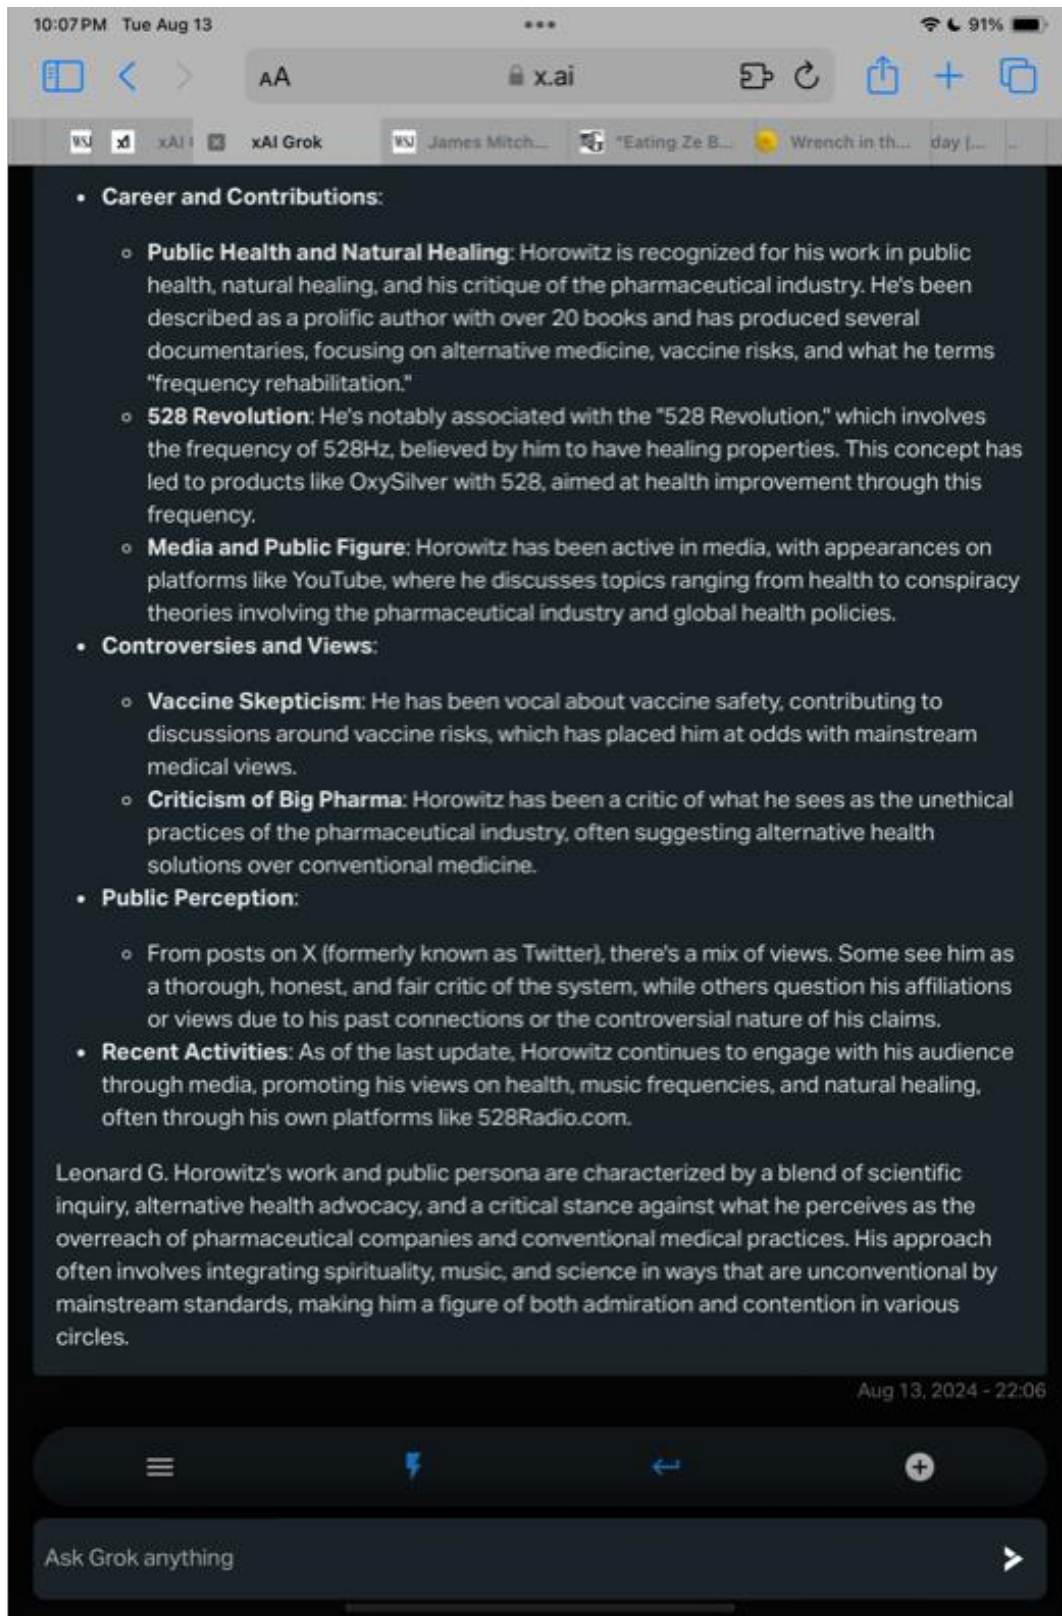 10:07 PM Tue Aug 13
91%
AA
x.ai
WSJ
xAI
xAI Grok
WSJ
James Mitch...
"Eating Ze B...
Wrench in th...
day [...
• Career and Contributions:
○ Public Health and Natural Healing: Horowitz is recognized for his work in public
health, natural healing, and his critique of the pharmaceutical industry. He's been
described as a prolific author with over 20 books and has produced several
documentaries, focusing on alternative medicine, vaccine risks, and what he terms
"frequency rehabilitation."
○ 528 Revolution: He's notably associated with the "528 Revolution," which involves
the frequency of 528Hz, believed by him to have healing properties. This concept has
led to products like OxySilver with 528, aimed at health improvement through this
frequency.
○ Media and Public Figure: Horowitz has been active in media, with appearances on
platforms like YouTube, where he discusses topics ranging from health to conspiracy
theories involving the pharmaceutical industry and global health policies.
• Controversies and Views:
○ Vaccine Skepticism: He has been vocal about vaccine safety, contributing to
discussions around vaccine risks, which has placed him at odds with mainstream
medical views.
○ Criticism of Big Pharma: Horowitz has been a critic of what he sees as the unethical
practices of the pharmaceutical industry, often suggesting alternative health
solutions over conventional medicine.
• Public Perception:
○ From posts on X (formerly known as Twitter), there's a mix of views. Some see him as
a thorough, honest, and fair critic of the system, while others question his affiliations
or views due to his past connections or the controversial nature of his claims.
• Recent Activities: As of the last update, Horowitz continues to engage with his audience
through media, promoting his views on health, music frequencies, and natural healing,
often through his own platforms like 528Radio.com.
Leonard G. Horowitz's work and public persona are characterized by a blend of scientific
inquiry, alternative health advocacy, and a critical stance against what he perceives as the
overreach of pharmaceutical companies and conventional medical practices. His approach
often involves integrating spirituality, music, and science in ways that are unconventional by
mainstream standards, making him a figure of both admiration and contention in various
circles.
Aug 13, 2024 - 22:06
Ask Grok anything